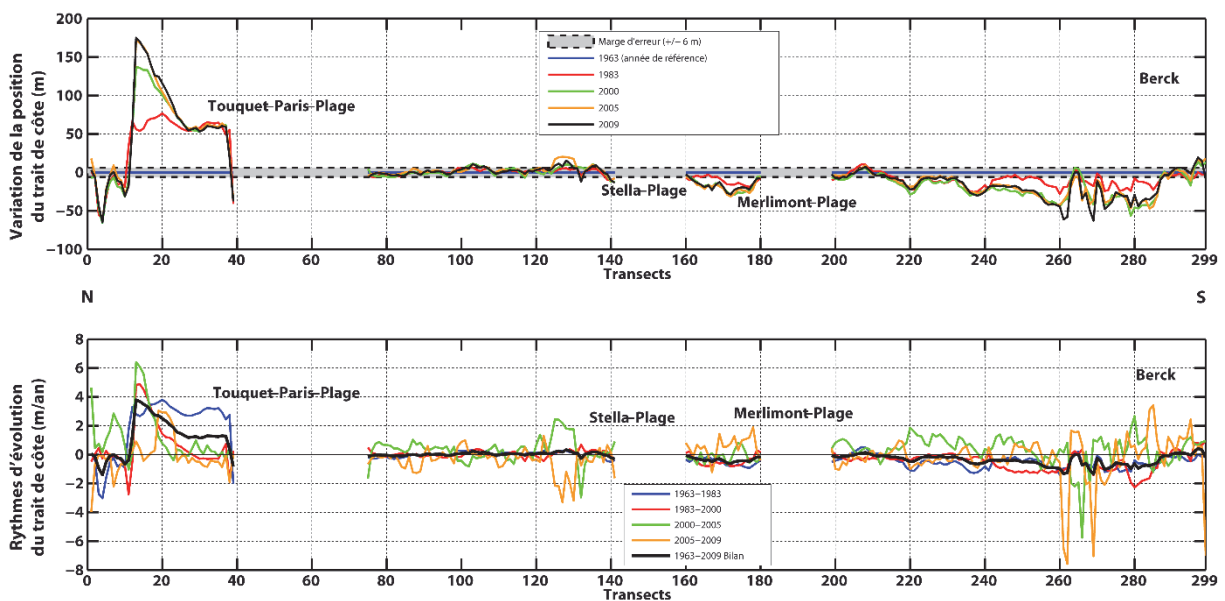 200
150
100
50
0
−50
−100
Variation de la position
du trait de côte (m)
Marge d'erreur (+/− 6 m)
1963 (année de référence)
1983
2000
2005
2009
Touquet-Paris-Plage
Stella-Plage
Merlimont-Plage
Berck
0 20 40 60 80 100 120 140 160 180 200 220 240 260 280 299
Transects
N S
8
6
4
2
0
−2
−4
−6
−8
Rythmes d'évolution
du trait de côte (m/an)
Touquet-Paris-Plage
Stella-Plage
Merlimont-Plage
Berck
1963−1983
1983−2000
2000−2005
2005−2009
1963−2009 Bilan
0 20 40 60 80 100 120 140 160 180 200 220 240 260 280 299
Transects